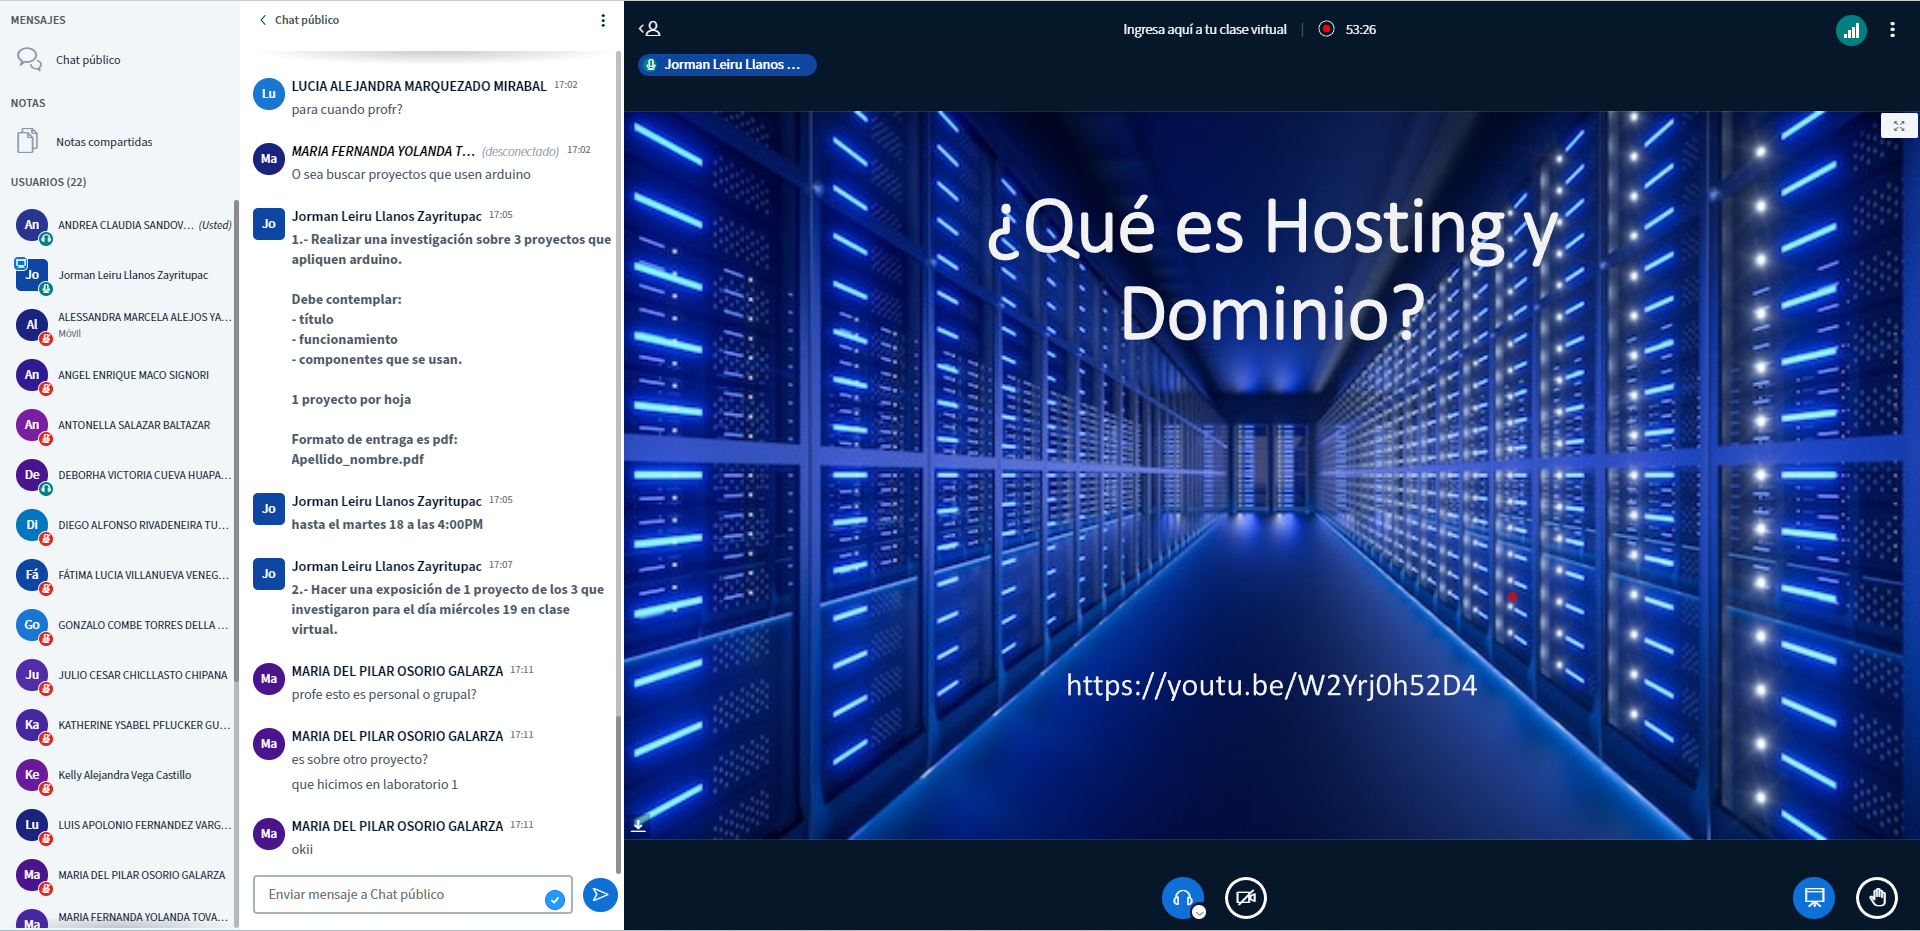 MENSAJES
Chat público
NOTAS
Notas compartidas
USUARIOS (22)
An
ANDREA CLAUDIA SANDOV... (Usted)
Jo
Jorman Leiru Llanos Zayritupac
Al
ALESSANDRA MARCELA ALEJOS YA...
Móvil
An
ANGEL ENRIQUE MACO SIGNORI
An
ANTONELLA SALAZAR BALTAZAR
De
DEBORHA VICTORIA CUEVA HUAPA...
Di
DIEGO ALFONSO RIVADENEIRA TU...
Fá
FÁTIMA LUCIA VILLANUEVA VENEG...
Go
GONZALO COMBE TORRES DELLA ...
Ju
JULIO CESAR CHICLLASTO CHIPANA
Ka
KATHERINE YSABEL PFLUCKER GU...
Ke
Kelly Alejandra Vega Castillo
Lu
LUIS APOLONIO FERNANDEZ VARG...
Ma
MARIA DEL PILAR OSORIO GALARZA
Ma
MARIA FERNANDA YOLANDA TOVA...
Chat público
Lu
LUCIA ALEJANDRA MARQUEZADO MIRABAL 17:02
para cuando profr?
Ma
MARIA FERNANDA YOLANDA T... (desconectado) 17:02
O sea buscar proyectos que usen arduino
Jo
Jorman Leiru Llanos Zayritupac 17:05
1.- Realizar una investigación sobre 3 proyectos que
apliquen arduino.
Debe contemplar:
- título
- funcionamiento
- componentes que se usan.
1 proyecto por hoja
Formato de entraga es pdf:
Apellido_nombre.pdf
Jo
Jorman Leiru Llanos Zayritupac 17:05
hasta el martes 18 a las 4:00PM
Jo
Jorman Leiru Llanos Zayritupac 17:07
2.- Hacer una exposición de 1 proyecto de los 3 que
investigaron para el día miércoles 19 en clase
virtual.
Ma
MARIA DEL PILAR OSORIO GALARZA 17:11
profe esto es personal o grupal?
Ma
MARIA DEL PILAR OSORIO GALARZA 17:11
es sobre otro proyecto?
que hicimos en laboratorio 1
Ma
MARIA DEL PILAR OSORIO GALARZA 17:11
okii
Enviar mensaje a Chat público
Ingresa aquí a tu clase virtual | 53:26
Jorman Leiru Llanos ...
¿Qué es Hosting y
Dominio?
https://youtu.be/W2Yrj0h52D4